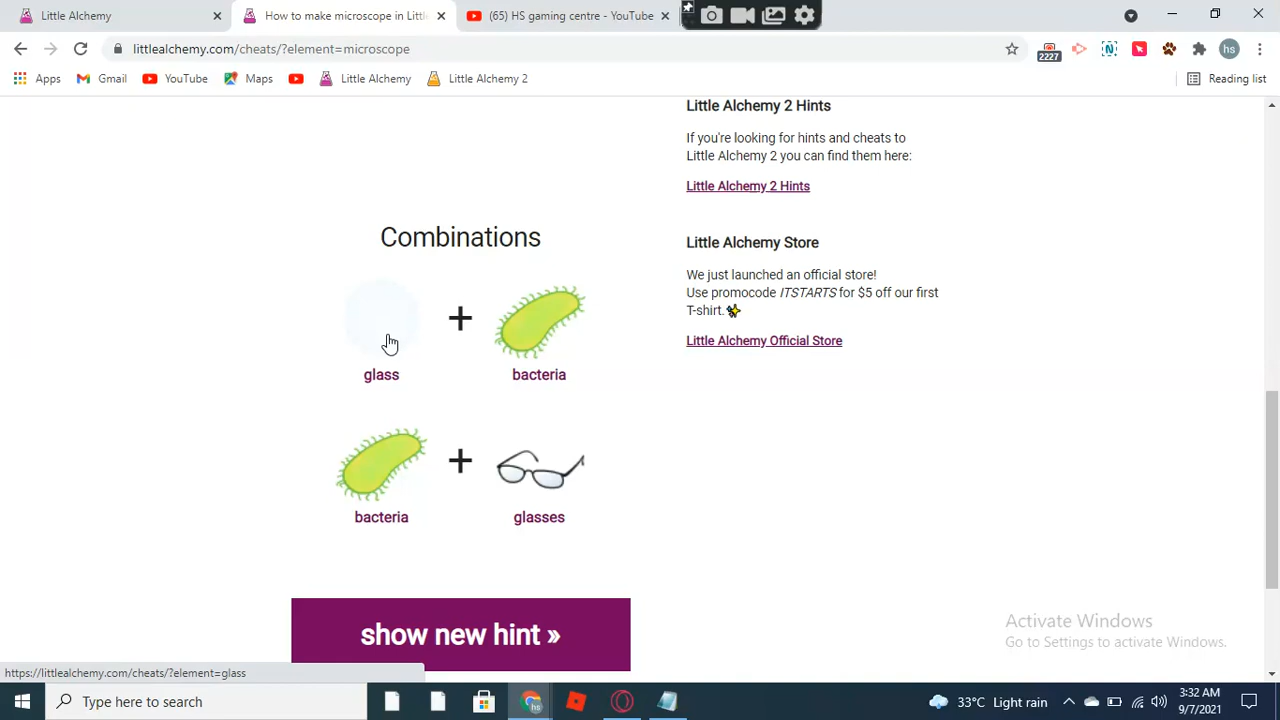 Little Alchemy
How to make microscope in Little
(65) HS gaming centre - YouTube
littlealchemy.com/cheats/?element=microscope
2227
hs
Apps
Gmail
YouTube
Maps
Little Alchemy
Little Alchemy 2
Reading list
Little Alchemy 2 Hints
If you're looking for hints and cheats to
Little Alchemy 2 you can find them here:
Little Alchemy 2 Hints
Combinations
Little Alchemy Store
We just launched an official store!
Use promocode ITSTARTS for $5 off our first
T-shirt.
Little Alchemy Official Store
+
glass
bacteria
+
bacteria
glasses
show new hint »
Activate Windows
Go to Settings to activate Windows.
https://littlealchemy.com/cheats/?element=glass
Type here to search
hs
33°C Light rain
3:32 AM
9/7/2021